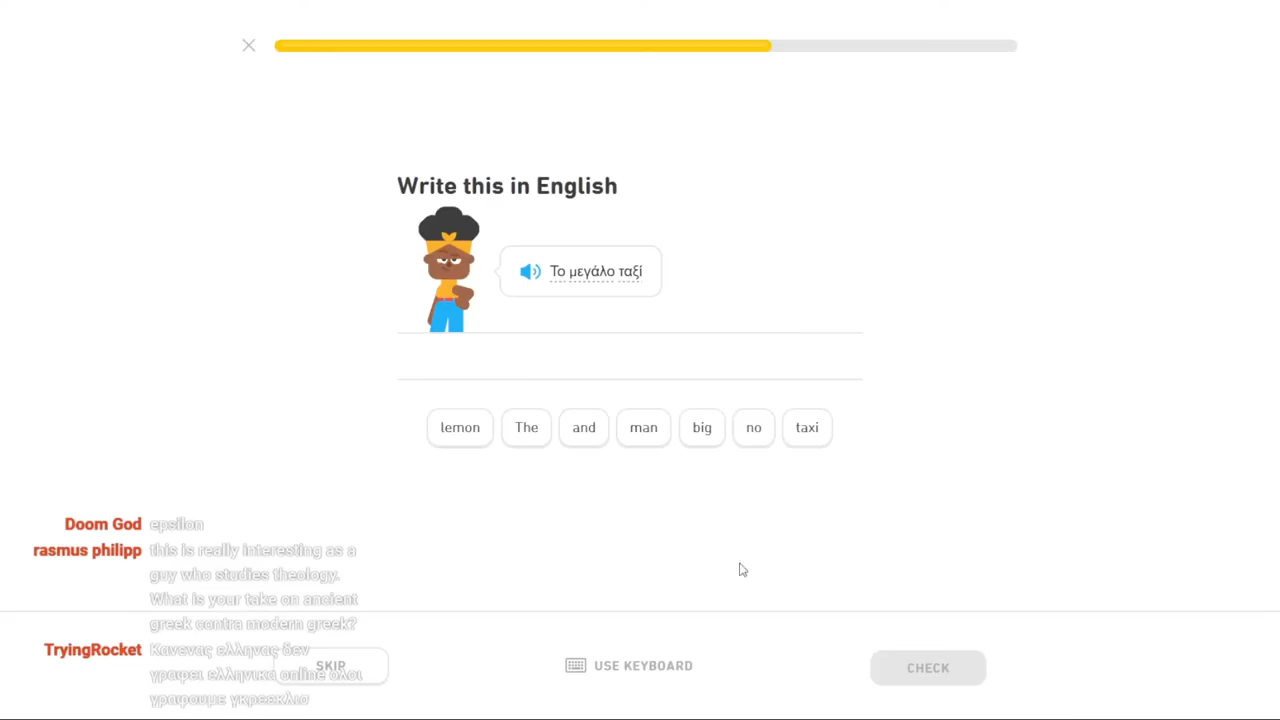 Write this in English
Το μεγάλο ταξί
lemon The and man big no taxi
Doom God epsilon
rasmus philipp this is really interesting as a
guy who studies theology.
What is your take on ancient
greek contra modern greek?
TryingRocket Κανενας ελληνας δεν
γραφει ελληνικα online ολοι
γραφουμε γκρεεκλισ
SKIP
USE KEYBOARD
CHECK